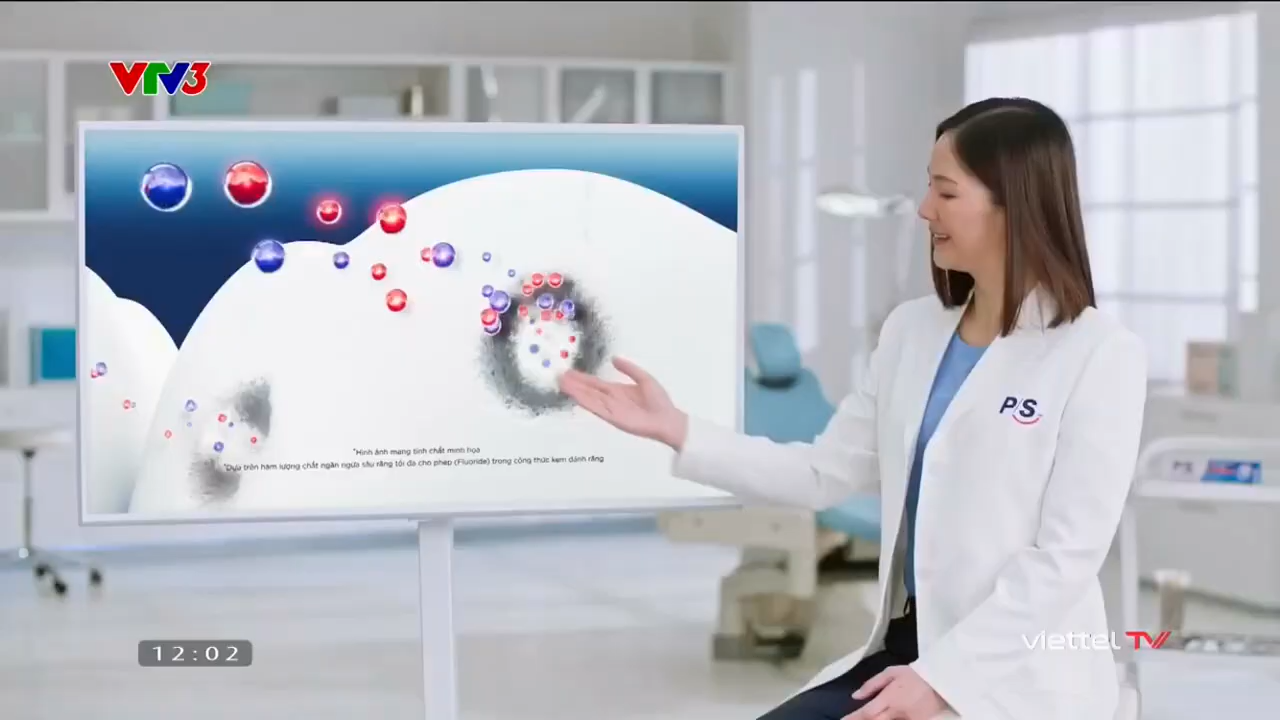 VTV3
P/S
*Hình ảnh mang tính chất minh họa
*Dựa trên hàm lượng chất ngăn ngừa sâu răng tối đa cho phép (Fluoride) trong công thức kem đánh răng
P/S
12:02
viettel TV